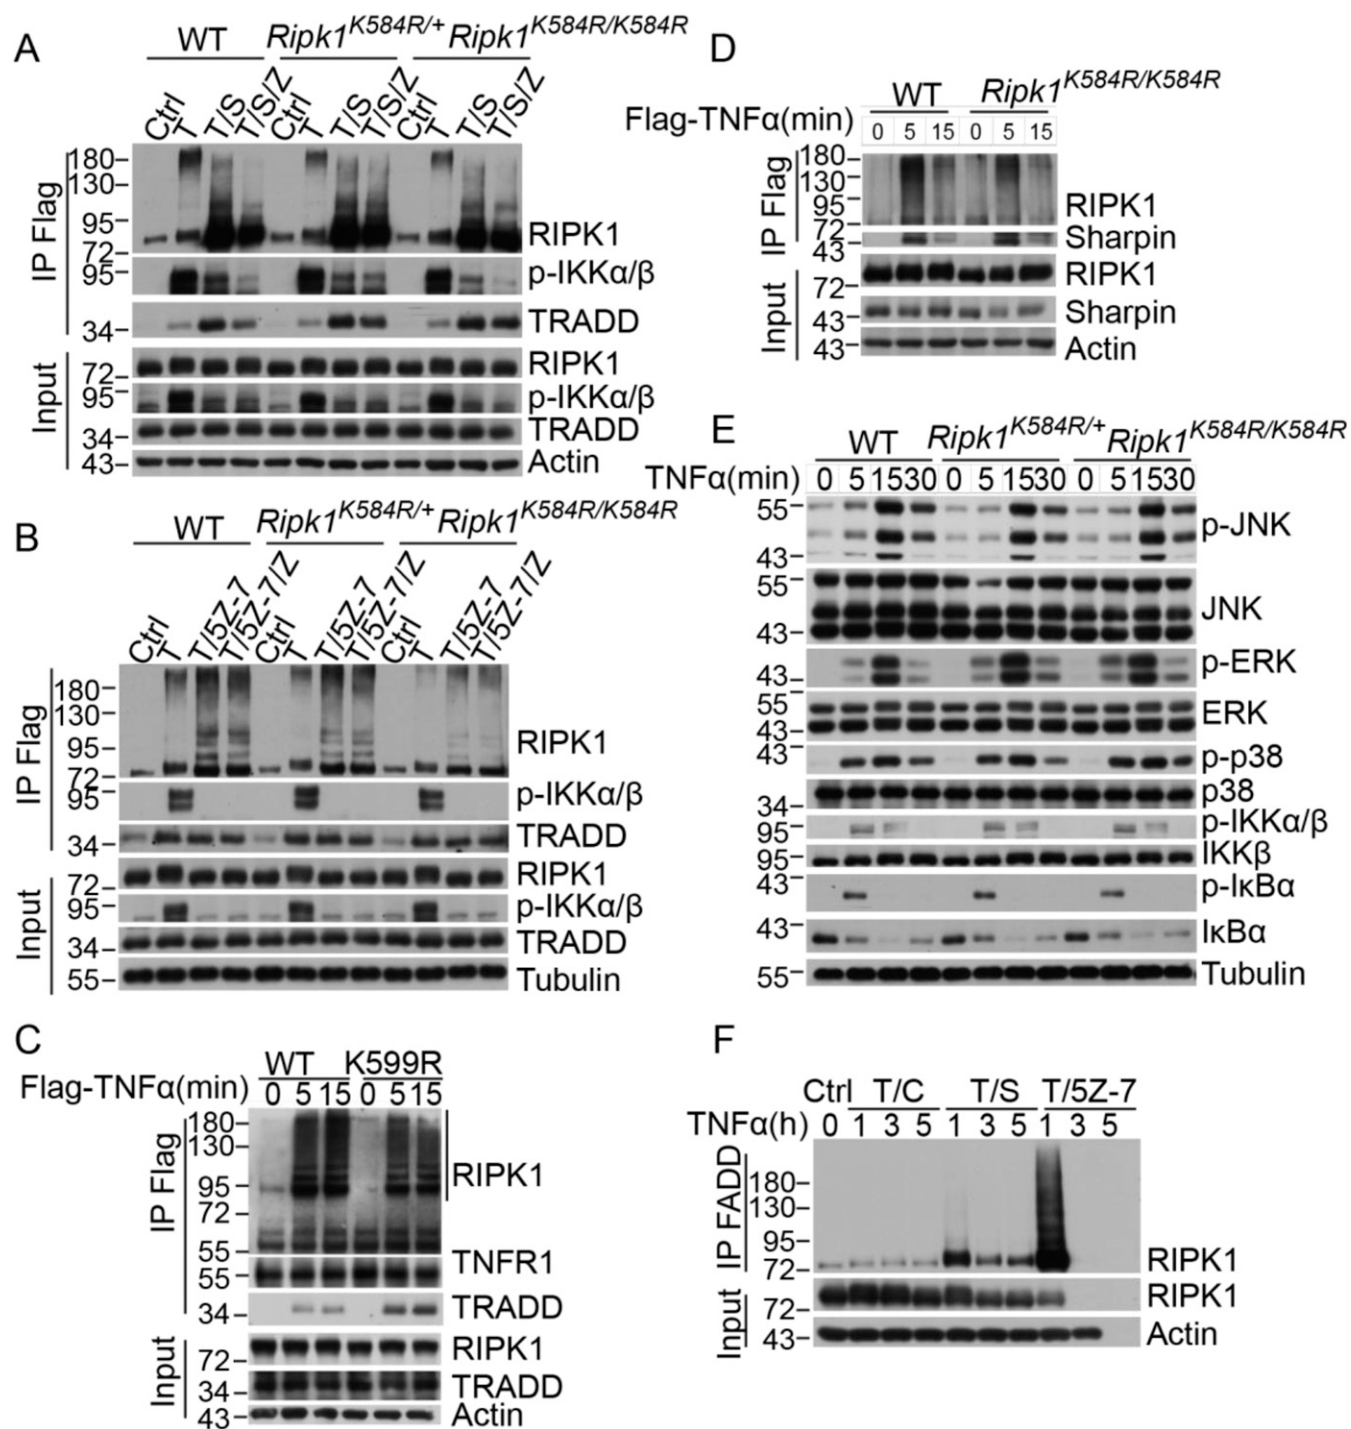 A
WT Ripk1K584R/+ Ripk1K584R/K584R
Ctrl T T/S T/S/Z Ctrl T T/S T/S/Z Ctrl T T/S T/S/Z
IP Flag
180
130
95
72
RIPK1
95
p-IKKα/β
34
TRADD
Input
72
RIPK1
95
p-IKKα/β
34
TRADD
43
Actin
B
WT Ripk1K584R/+ Ripk1K584R/K584R
Ctrl T T/5Z-7 T/5Z-7/Z Ctrl T T/5Z-7 T/5Z-7/Z Ctrl T T/5Z-7 T/5Z-7/Z
IP Flag
180
130
95
72
RIPK1
95
p-IKKα/β
34
TRADD
Input
72
RIPK1
95
p-IKKα/β
34
TRADD
55
Tubulin
C
WT K599R
Flag-TNFα(min) 0 5 15 0 5 15
IP Flag
180
130
95
72
55
RIPK1
55
TNFR1
34
TRADD
Input
72
RIPK1
34
TRADD
43
Actin
D
WT Ripk1K584R/K584R
Flag-TNFα(min) 0 5 15 0 5 15
IP Flag
180
130
95
72
RIPK1
43
Sharpin
Input
72
RIPK1
43
Sharpin
43
Actin
E
WT Ripk1K584R/+ Ripk1K584R/K584R
TNFα(min) 0 5 15 30 0 5 15 30 0 5 15 30
55
43
p-JNK
55
43
JNK
43
p-ERK
55
43
ERK
43
p-p38
34
p38
95
p-IKKα/β
95
IKKβ
43
p-IκBα
43
IκBα
55
Tubulin
F
Ctrl T/C T/S T/5Z-7
TNFα(h) 0 1 3 5 1 3 5 1 3 5
IP FADD
180
130
95
72
RIPK1
Input
72
RIPK1
43
Actin